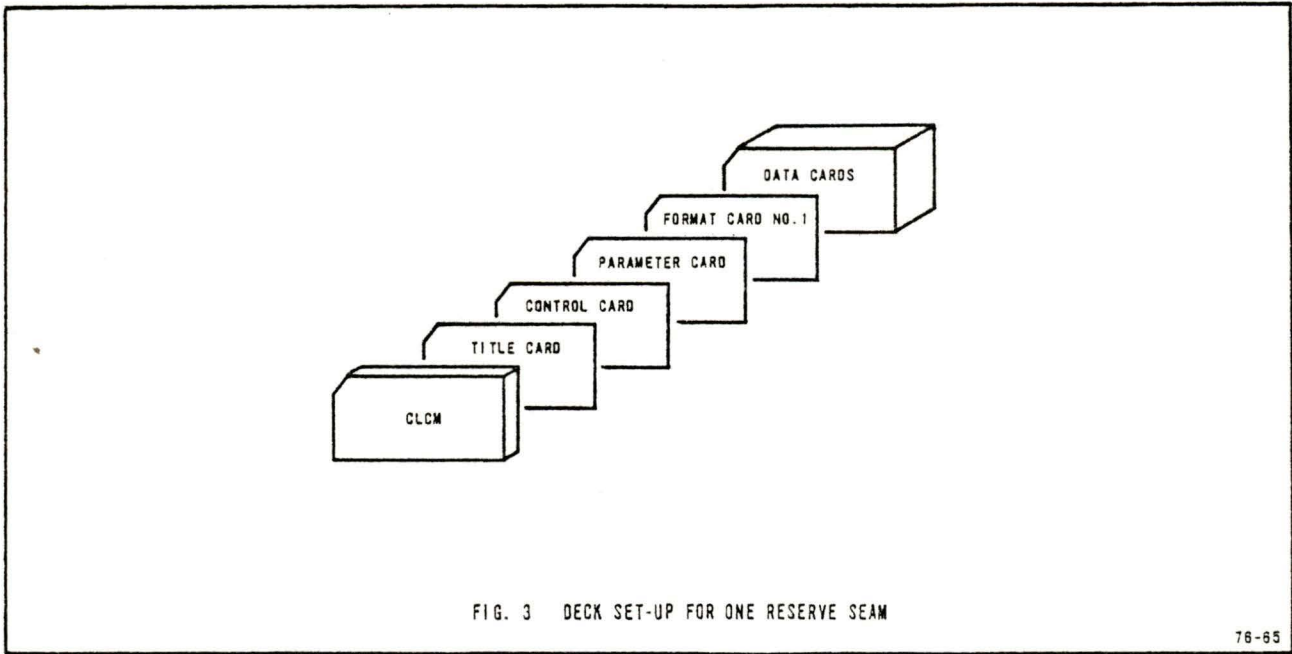 DATA CARDS
FORMAT CARD NO.1
PARAMETER CARD
CONTROL CARD
TITLE CARD
CLCM
FIG. 3 DECK SET-UP FOR ONE RESERVE SEAM
76-65